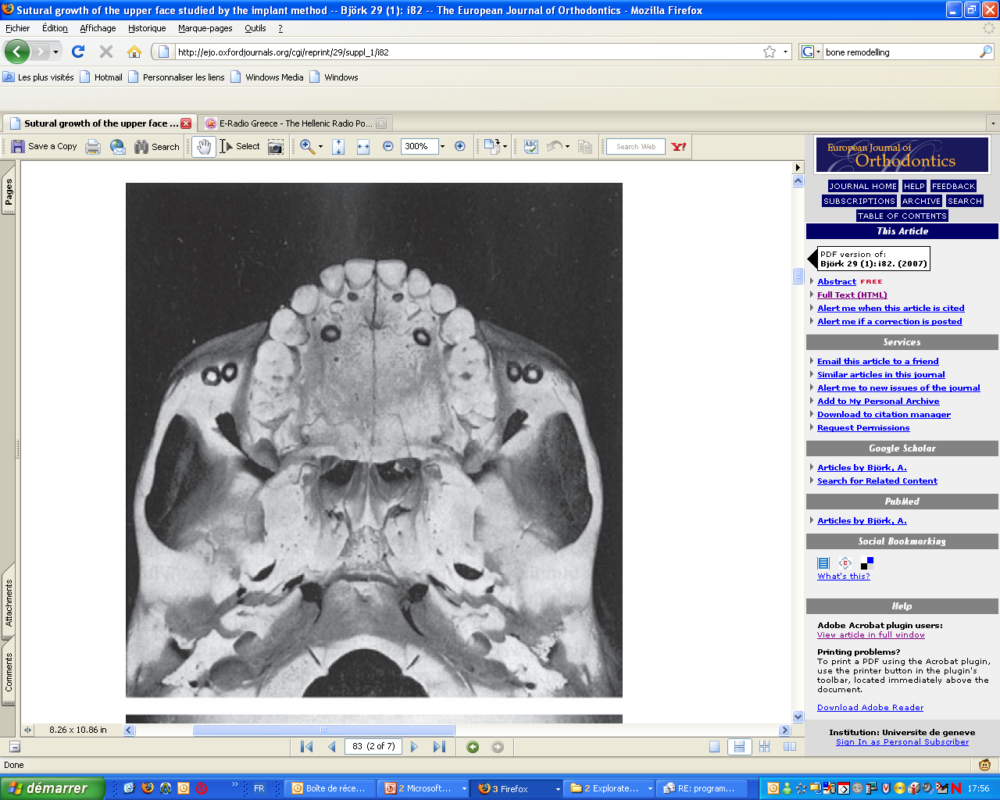 Sutural growth of the upper face studied by the implant method -- Björk 29 (1): i82 -- The European Journal of Orthodontics - Mozilla Firefox
Fichier Édition Affichage Historique Marque-pages Outils ?
http://ejo.oxfordjournals.org/cgi/reprint/29/suppl_1/i82 G bone remodelling
Les plus visités Hotmail Personnaliser les liens Windows Media Windows
Sutural growth of the upper face ... E-Radio Greece - The Hellenic Radio Po...
Save a Copy Search Select 300% Search Web Y!
European Journal of
Orthodontics
JOURNAL HOME HELP FEEDBACK
SUBSCRIPTIONS ARCHIVE SEARCH
TABLE OF CONTENTS
This Article
PDF version of:
Björk 29 (1): i82. (2007)
Abstract FREE
Full Text (HTML)
Alert me when this article is cited
Alert me if a correction is posted
Services
Email this article to a friend
Similar articles in this journal
Alert me to new issues of the journal
Add to My Personal Archive
Download to citation manager
Request Permissions
Google Scholar
Articles by Björk, A.
Search for Related Content
PubMed
Articles by Björk, A.
Social Bookmarking
What's this?
Help
Adobe Acrobat plugin users:
View article in full window
Printing problems?
To print a PDF using the Acrobat plugin,
use the printer button in the plugin's
toolbar, located immediately above the
document.
Download Adobe Reader
Institution: Universite de geneve
Sign In as Personal Subscriber
Pages
Attachments
Comments
8.26 x 10.86 in
83 (2 of 7)
Done
démarrer FR Boîte de réce... 2 Microsoft... 3 Firefox 2 Explorate... RE: program... 17:56